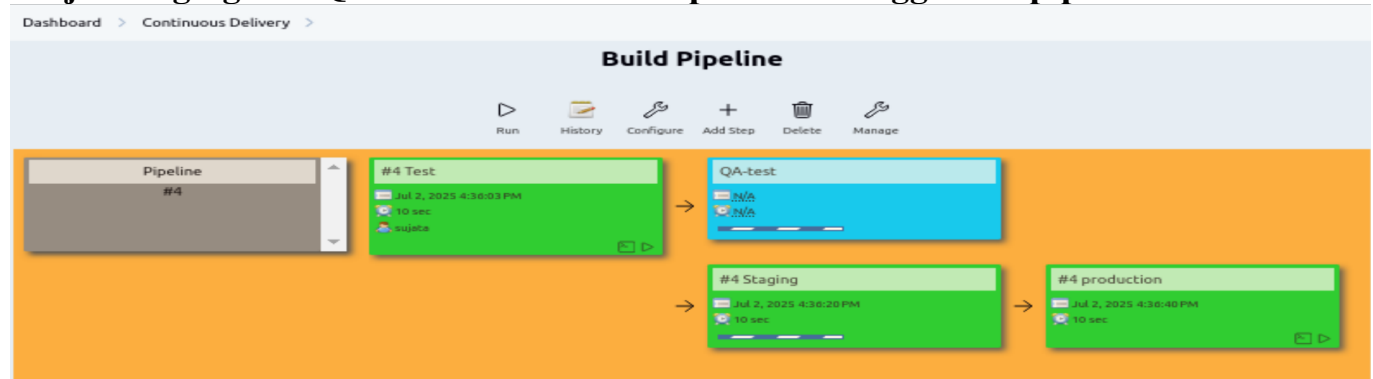 Dashboard > Continuous Delivery >
Build Pipeline
Run History Configure Add Step Delete Manage
Pipeline
#4
#4 Test
Jul 2, 2025 4:36:03 PM
10 sec
sujata
QA-test
N/A
N/A
#4 Staging
Jul 2, 2025 4:36:20 PM
10 sec
#4 production
Jul 2, 2025 4:36:40 PM
10 sec